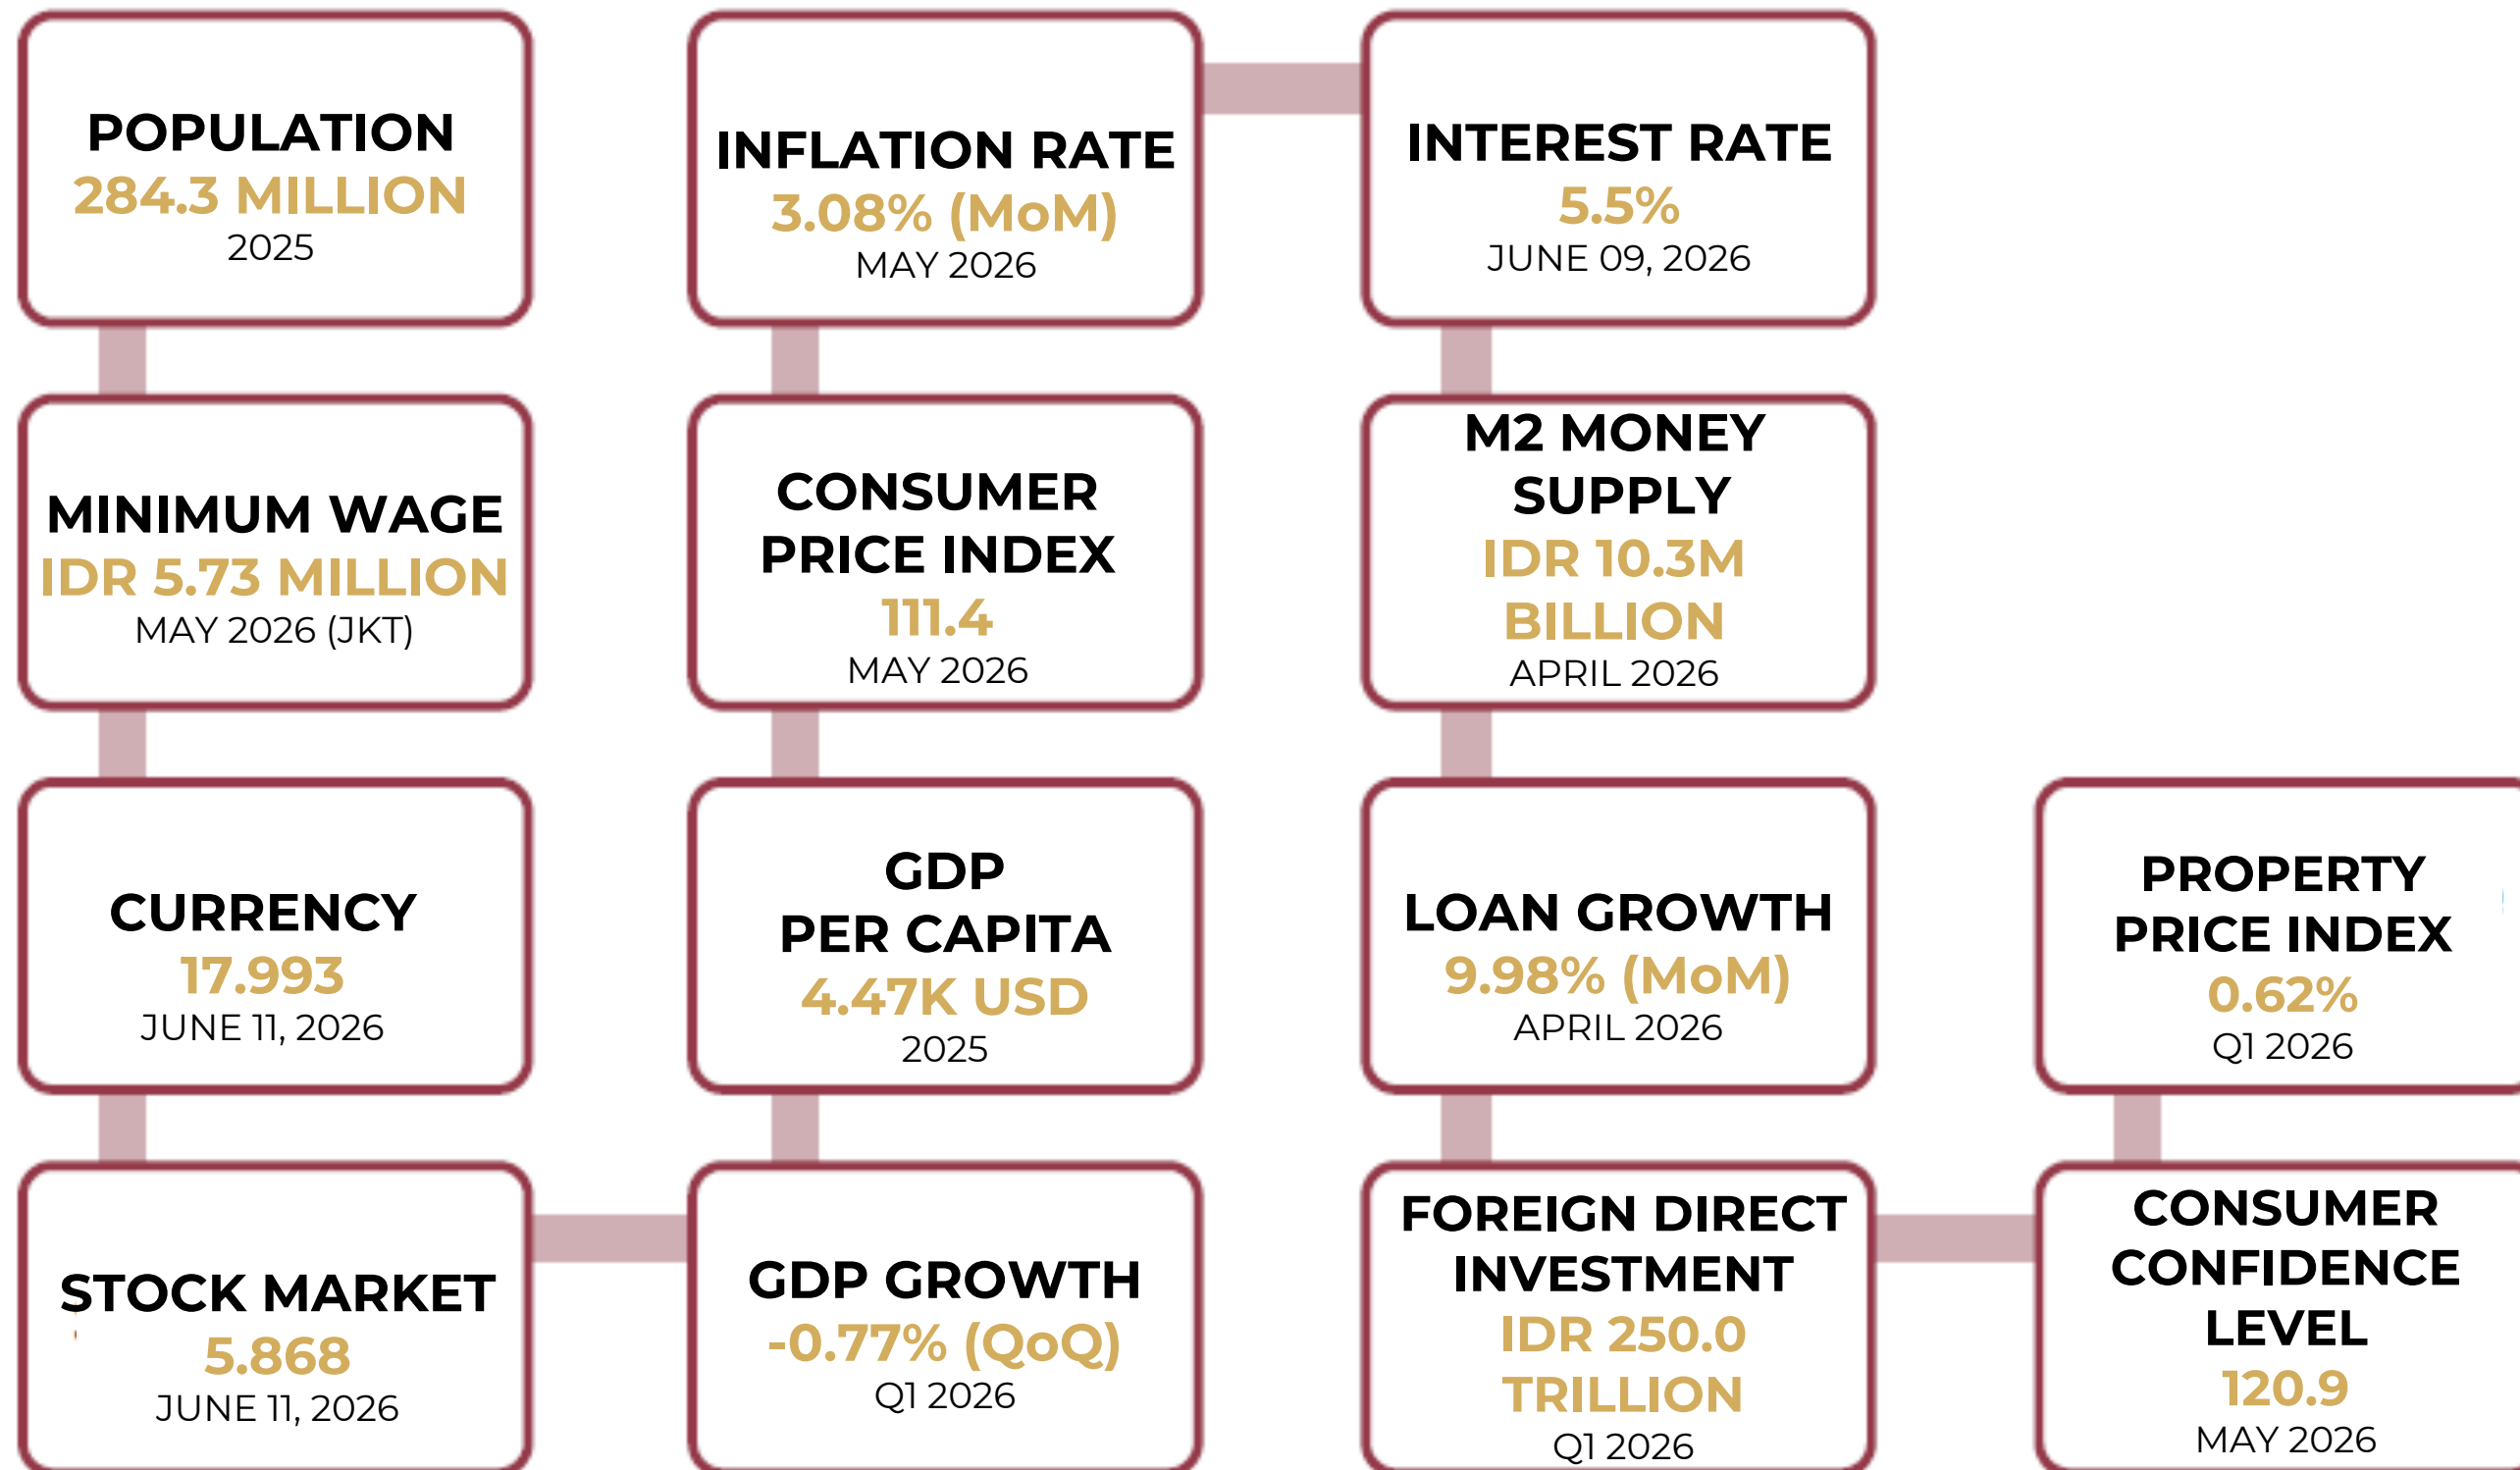 POPULATION
284.3 MILLION
2025
MINIMUM WAGE
IDR 5.73 MILLION
MAY 2026 (JKT)
CURRENCY
17.993
JUNE 11, 2026
STOCK MARKET
5.868
JUNE 11, 2026
GDP GROWTH
-0.77% (QoQ)
Q1 2026
GDP
PER CAPITA
4.47K USD
2025
CONSUMER
PRICE INDEX
111.4
MAY 2026
INFLATION RATE
3.08% (MoM)
MAY 2026
INTEREST RATE
5.5%
JUNE 09, 2026
M2 MONEY
SUPPLY
IDR 10.3M
BILLION
APRIL 2026
LOAN GROWTH
9.98% (MoM)
APRIL 2026
FOREIGN DIRECT
INVESTMENT
IDR 250.0
TRILLION
Q1 2026
CONSUMER
CONFIDENCE
LEVEL
120.9
MAY 2026
PROPERTY
PRICE INDEX
0.62%
Q1 2026